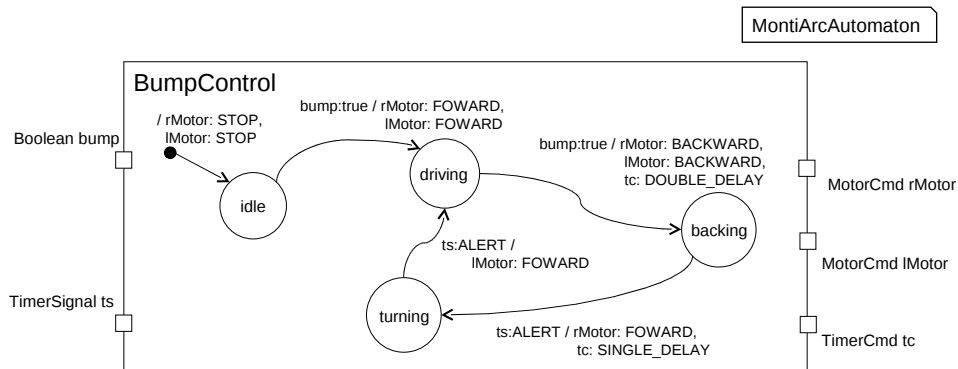 MontiArcAutomaton
BumpControl
/ rMotor: STOP,
lMotor: STOP
bump:true / rMotor: FOWARD,
lMotor: FOWARD
Boolean bump
bump:true / rMotor: BACKWARD,
lMotor: BACKWARD,
tc: DOUBLE_DELAY
driving
MotorCmd rMotor
idle
backing
ts:ALERT /
lMotor: FOWARD
MotorCmd lMotor
TimerSignal ts
turning
ts:ALERT / rMotor: FOWARD,
tc: SINGLE_DELAY
TimerCmd tc